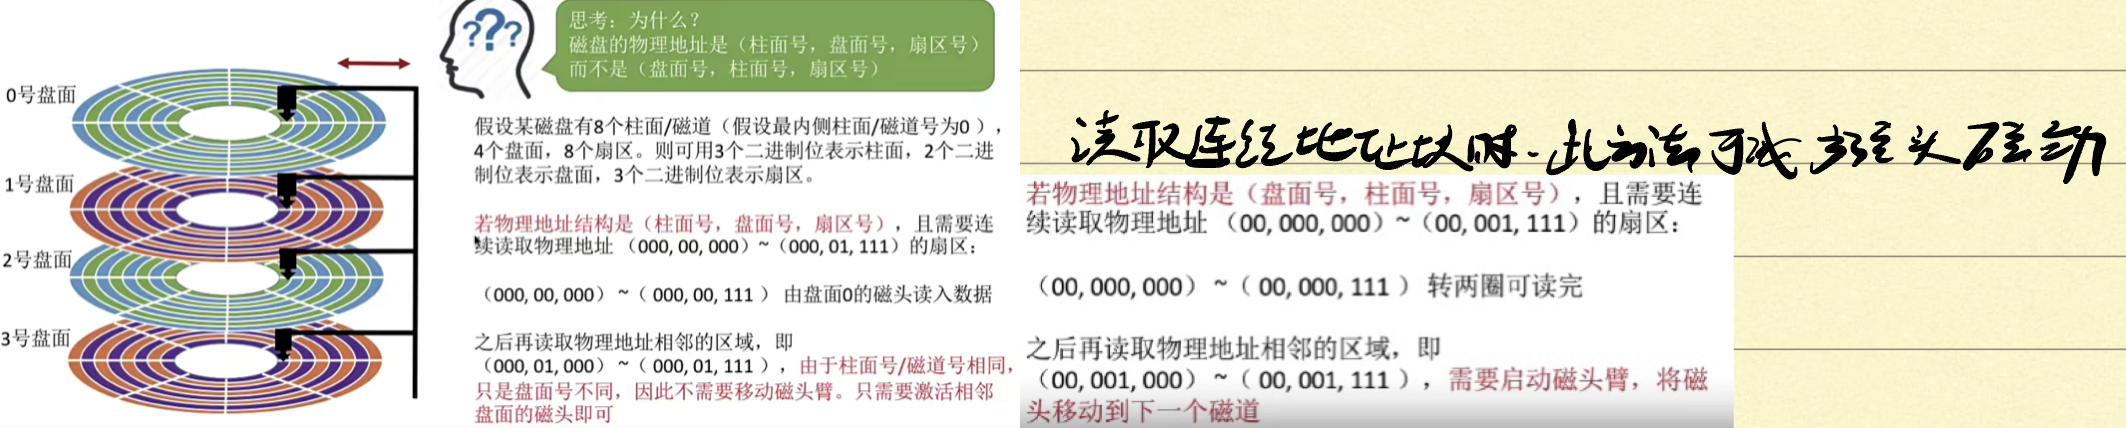 0号盘面
1号盘面
2号盘面
3号盘面
???
思考：为什么？
磁盘的物理地址是（柱面号，盘面号，扇区号）
而不是（盘面号，柱面号，扇区号）
假设某磁盘有8个柱面/磁道（假设最内侧柱面/磁道号为0），
4个盘面，8个扇区。则可用3个二进制位表示柱面，2个二进
制位表示盘面，3个二进制位表示扇区。
若物理地址结构是（柱面号，盘面号，扇区号），且需要连
续读取物理地址（000, 00, 000）~（000, 01, 111）的扇区：
（000, 00, 000）~（000, 00, 111）由盘面0的磁头读入数据
之后再读取物理地址相邻的区域，即
（000, 01, 000）~（000, 01, 111），由于柱面号/磁道号相同，
只是盘面号不同，因此不需要移动磁头臂。只需要激活相邻
盘面的磁头即可
读取连续地址块时．此方法可减少磁头移动
若物理地址结构是（盘面号，柱面号，扇区号），且需要连
续读取物理地址（00, 000, 000）~（00, 001, 111）的扇区：
（00, 000, 000）~（00, 000, 111）转两圈可读完
之后再读取物理地址相邻的区域，即
（00, 001, 000）~（00, 001, 111），需要启动磁头臂，将磁
头移动到下一个磁道